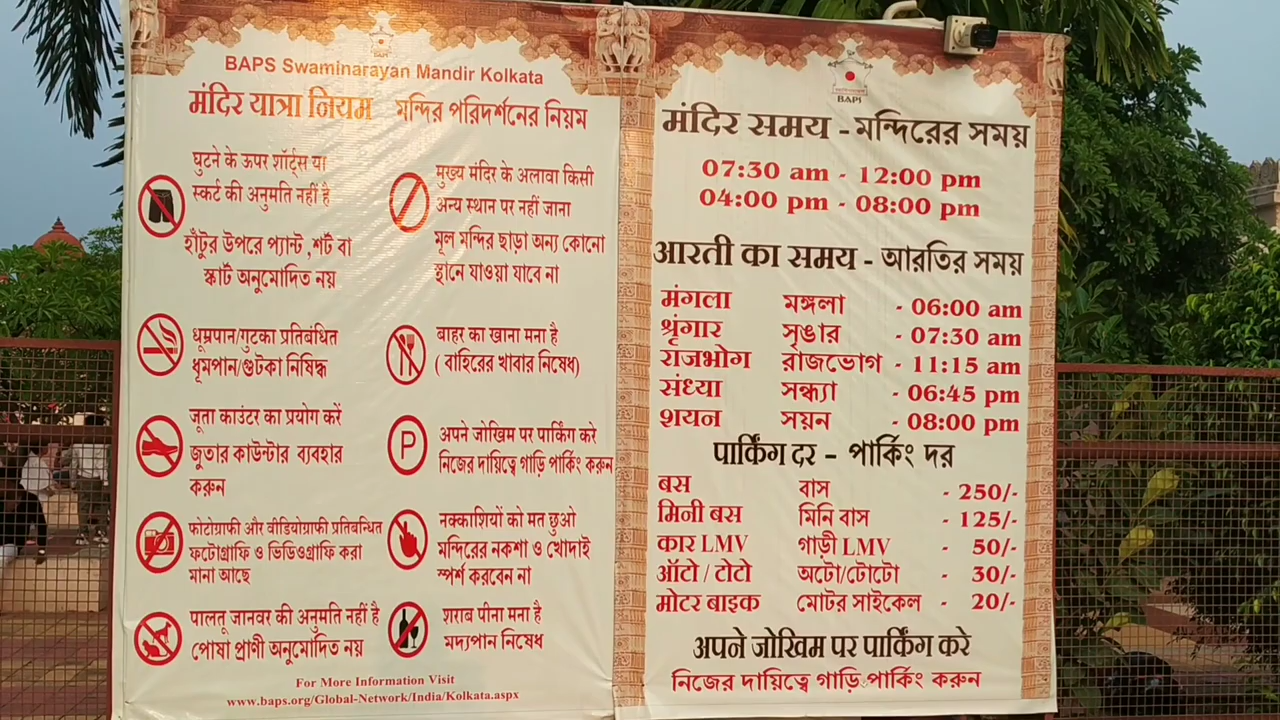 BAPS Swaminarayan Mandir Kolkata
मंदिर यात्रा नियम মন্দির পরিদর্শনের নিয়ম
घुटने के ऊपर शॉर्ट्स या
स्कर्ट की अनुमति नहीं है
হাঁটুর উপরে প্যান্ট ,শর্ট বা
স্কার্ট অনুমোদিত নয়
मुख्य मंदिर के अलावा किसी
अन्य स्थान पर नहीं जाना
মূল মন্দির ছাড়া অন্য কোনো
স্থানে যাওয়া যাবে না
धूम्रपान/गुटका प्रतिबंधित
ধূমপান/গুটকা নিষিদ্ধ
बाहर का खाना मना है
( বাহিরের খাবার নিষেধ)
जूता काउंटर का प्रयोग करें
জুতার কাউন্টার ব্যবহার
করুন
P
अपने जोखिम पर पार्किंग करे
নিজের দায়িত্বে গাড়ি পার্কিং করুন
फोटोग्राफी और वीडियोग्राफी प्रतिबन्धित
ফটোগ্রাফি ও ভিডিওগ্রাফি করা
মানা আছে
नक्काशियों को मत छुओ
মন্দিরের নকশা ও খোদাই
স্পর্শ করবেন না
पालतू जानवर की अनुमति नहीं है
পোষা প্রাণী অনুমোদিত নয়
शराब पीना मना है
মদ্যপান নিষেধ
For More Information Visit
www.baps.org/Global-Network/India/Kolkata.aspx
BAPS
मंदिर समय - মন্দিরের সময়
07:30 am - 12:00 pm
04:00 pm - 08:00 pm
आरती का समय - আরতির সময়
मंगला মঙ্গলা - 06:00 am
श्रृंगार সৃঙার - 07:30 am
राजभोग রাজভোগ - 11:15 am
संध्या সন্ধ্যা - 06:45 pm
शयन সয়ন - 08:00 pm
पार्किंग दर - পার্কিং দর
बस বাস - 250/-
मिनी बस মিনি বাস - 125/-
कार LMV গাড়ী LMV - 50/-
ऑटो / टोटो অটো/টোটো - 30/-
मोटर बाइक মোটর সাইকেল - 20/-
अपने जोखिम पर पार्किंग करे
নিজের দায়িত্বে গাড়ি পার্কিং করুন